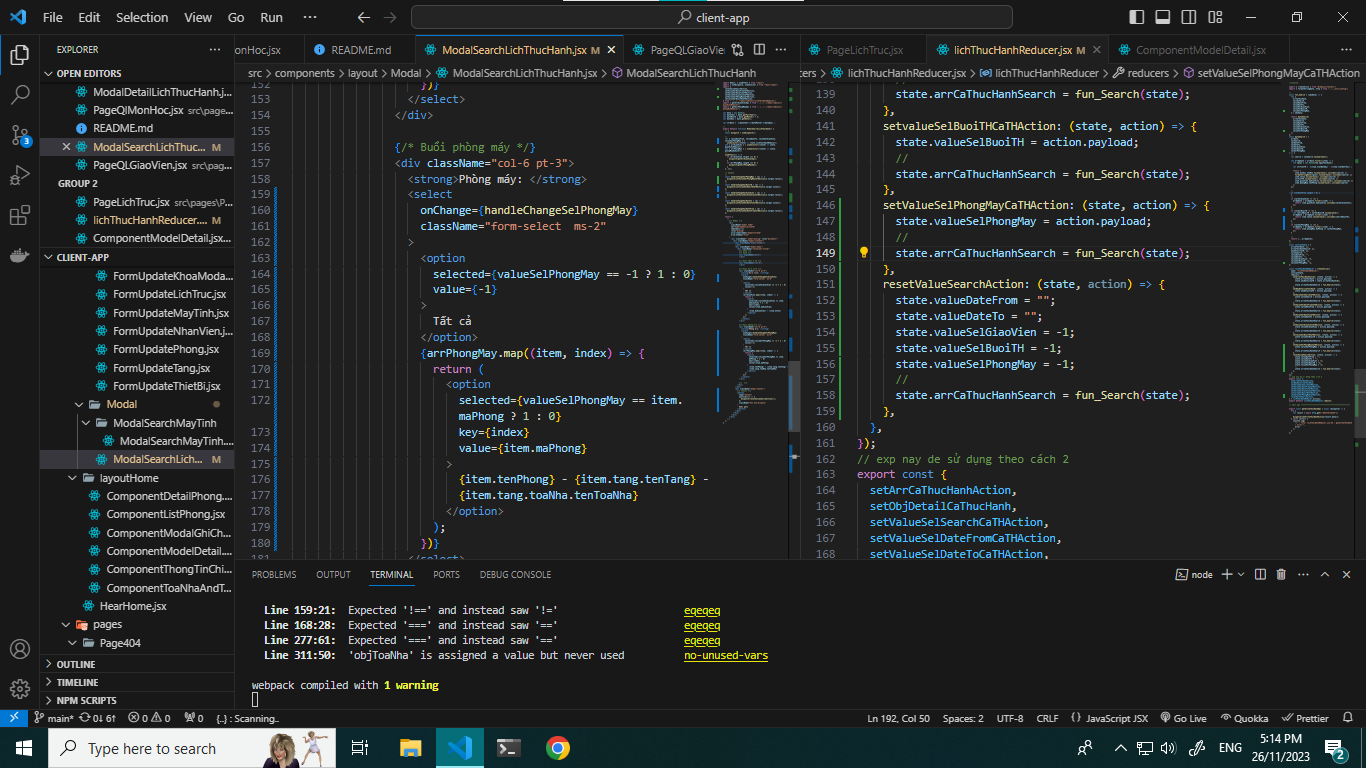 File Edit Selection View Go Run ··· client-app
EXPLORER
OPEN EDITORS
ModalDetailLichThucHanh.j...
PageQlMonHoc.jsx src\page...
README.md
ModalSearchLichThuc... M
PageQLGiaoVien.jsx src\pag...
GROUP 2
PageLichTruc.jsx src\pages\P...
lichThucHanhReducer.... M
ComponentModelDetail.jsx...
CLIENT-APP
FormUpdateKhoaModa...
FormUpdateLichTruc.jsx
FormUpdateMayTinh.jsx
FormUpdateNhanVien.j...
FormUpdatePhong.jsx
FormUpdateTang.jsx
FormUpdateThietBi.jsx
Modal
ModalSearchMayTinh
ModalSearchMayTinh....
ModalSearchLich... M
layoutHome
ComponentDetailPhong....
ComponentListPhong.jsx
ComponentModalGhiCh...
ComponentModelDetail....
ComponentThongTinChi...
ComponentToaNhaAndT...
HearHome.jsx
pages
Page404
OUTLINE
TIMELINE
NPM SCRIPTS
onHoc.jsx README.md ModalSearchLichThucHanh.jsx M PageQLGiaoVie
src > components > layout > Modal > ModalSearchLichThucHanh.jsx > ModalSearchLichThucHanh
152 })}
153 </select>
154 </div>
155
156 {/* Buổi phòng máy */}
157 <div className="col-6 pt-3">
158 <strong>Phòng máy: </strong>
159 <select
160 onChange={handleChangeSelPhongMay}
161 className="form-select  ms-2"
162 >
163 <option
164 selected={valueSelPhongMay == -1 ? 1 : 0}
165 value={-1}
166 >
167 Tất cả
168 </option>
169 {arrPhongMay.map((item, index) => {
170 return (
171 <option
172 selected={valueSelPhongMay == item.
maPhong ? 1 : 0}
173 key={index}
174 value={item.maPhong}
175 >
176 {item.tenPhong} - {item.tang.tenTang} -
177 {item.tang.toaNha.tenToaNha}
178 </option>
179 );
180 })}
181 </select>
PageLichTruc.jsx lichThucHanhReducer.jsx M ComponentModelDetail.jsx ···
cers > lichThucHanhReducer.jsx > lichThucHanhReducer > reducers > setValueSelPhongMayCaTHAction
139 state.arrCaThucHanhSearch = fun_Search(state);
140 },
141 setvalueSelBuoiTHCaTHAction: (state, action) => {
142 state.valueSelBuoiTH = action.payload;
143 //
144 state.arrCaThucHanhSearch = fun_Search(state);
145 },
146 setValueSelPhongMayCaTHAction: (state, action) => {
147 state.valueSelPhongMay = action.payload;
148 //
149 state.arrCaThucHanhSearch = fun_Search(state);
150 },
151 resetValueSearchAction: (state, action) => {
152 state.valueDateFrom = "";
153 state.valueDateTo = "";
154 state.valueSelGiaoVien = -1;
155 state.valueSelBuoiTH = -1;
156 state.valueSelPhongMay = -1;
157 //
158 state.arrCaThucHanhSearch = fun_Search(state);
159 },
160 },
161 });
162 // exp nay de sử dụng theo cách 2
163 export const {
164 setArrCaThucHanhAction,
165 setObjDetailCaThucHanh,
166 setValueSelSearchCaTHAction,
167 setValueSelDateFromCaTHAction,
168 setValueSelDateToCaTHAction,
PROBLEMS OUTPUT TERMINAL PORTS DEBUG CONSOLE node
Line 159:21: Expected '!==' and instead saw '!=' eqeqeq
Line 168:28: Expected '===' and instead saw '==' eqeqeq
Line 277:61: Expected '===' and instead saw '==' eqeqeq
Line 311:50: 'objToaNha' is assigned a value but never used no-unused-vars
webpack compiled with 1 warning
main* 0↓ 6↑ 0 0 0 {..} : Scanning.. Ln 192, Col 50 Spaces: 2 UTF-8 CRLF JavaScript JSX Go Live Quokka Prettier
Type here to search ENG 5:14 PM
26/11/2023 2